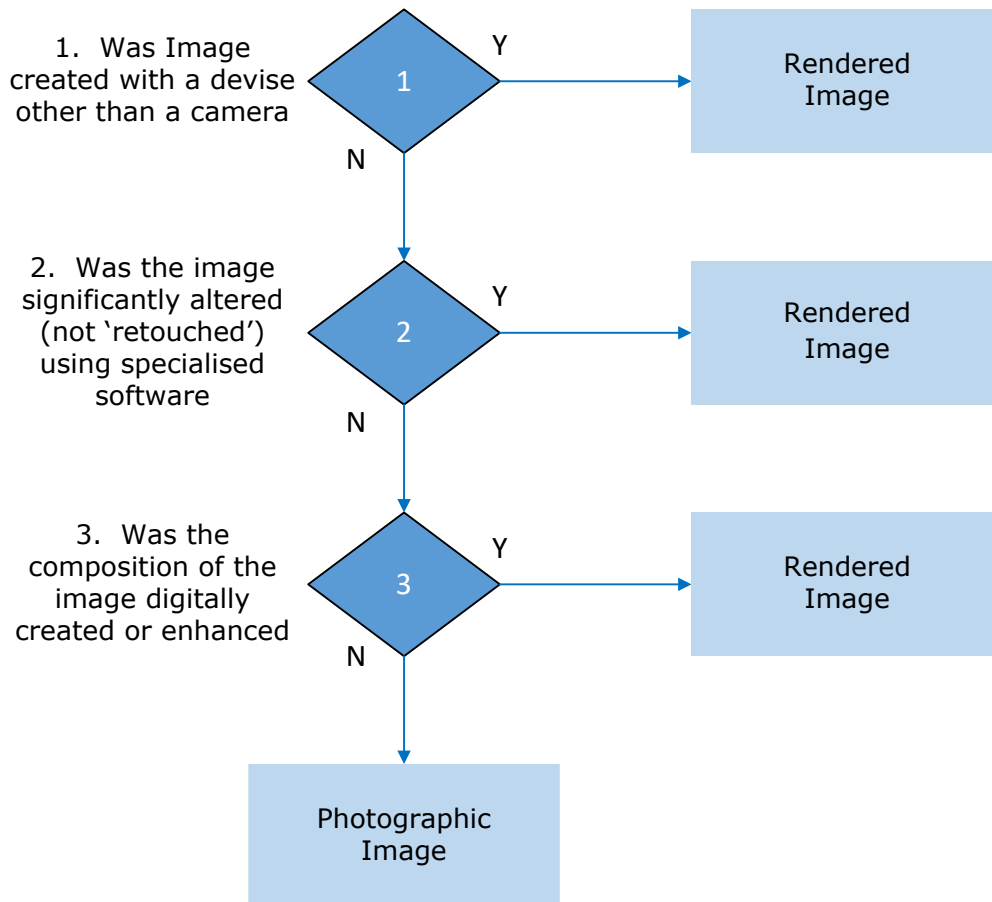 1. Was Image
created with a devise
other than a camera
1
Y
Rendered
Image
N
2. Was the image
significantly altered
(not ‘retouched’)
using specialised
software
2
Y
Rendered
Image
N
3. Was the
composition of the
image digitally
created or enhanced
3
Y
Rendered
Image
N
Photographic
Image